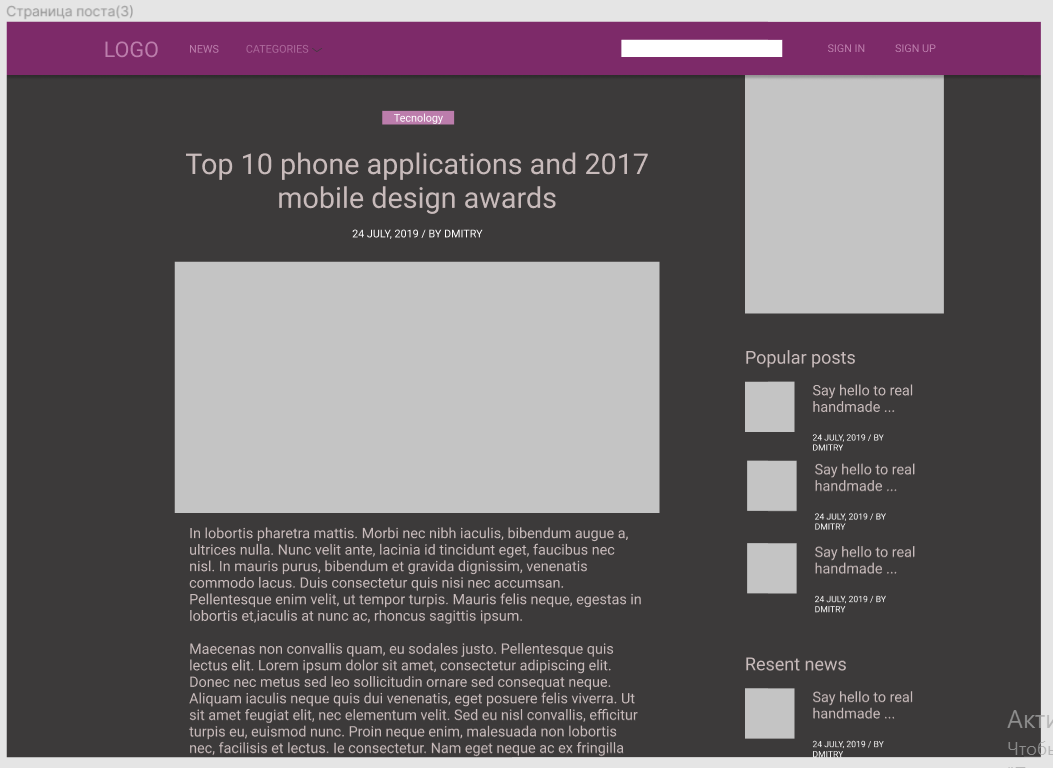 Страница поста(3)
LOGO
NEWS
CATEGORIES
SIGN IN
SIGN UP
Tecnology
Top 10 phone applications and 2017
mobile design awards
24 JULY, 2019 / BY DMITRY
In lobortis pharetra mattis. Morbi nec nibh iaculis, bibendum augue a,
ultrices nulla. Nunc velit ante, lacinia id tincidunt eget, faucibus nec
nisl. In mauris purus, bibendum et gravida dignissim, venenatis
commodo lacus. Duis consectetur quis nisi nec accumsan.
Pellentesque enim velit, ut tempor turpis. Mauris felis neque, egestas in
lobortis et,iaculis at nunc ac, rhoncus sagittis ipsum.
Maecenas non convallis quam, eu sodales justo. Pellentesque quis
lectus elit. Lorem ipsum dolor sit amet, consectetur adipiscing elit.
Donec nec metus sed leo sollicitudin ornare sed consequat neque.
Aliquam iaculis neque quis dui venenatis, eget posuere felis viverra. Ut
sit amet feugiat elit, nec elementum velit. Sed eu nisl convallis, efficitur
turpis eu, euismod nunc. Proin neque enim, malesuada non lobortis
nec, facilisis et lectus. Ie consectetur. Nam eget neque ac ex fringilla
Popular posts
Say hello to real
handmade ...
24 JULY, 2019 / BY
DMITRY
Say hello to real
handmade ...
24 JULY, 2019 / BY
DMITRY
Say hello to real
handmade ...
24 JULY, 2019 / BY
DMITRY
Resent news
Say hello to real
handmade ...
24 JULY, 2019 / BY
DMITRY
Акти
Чтобы